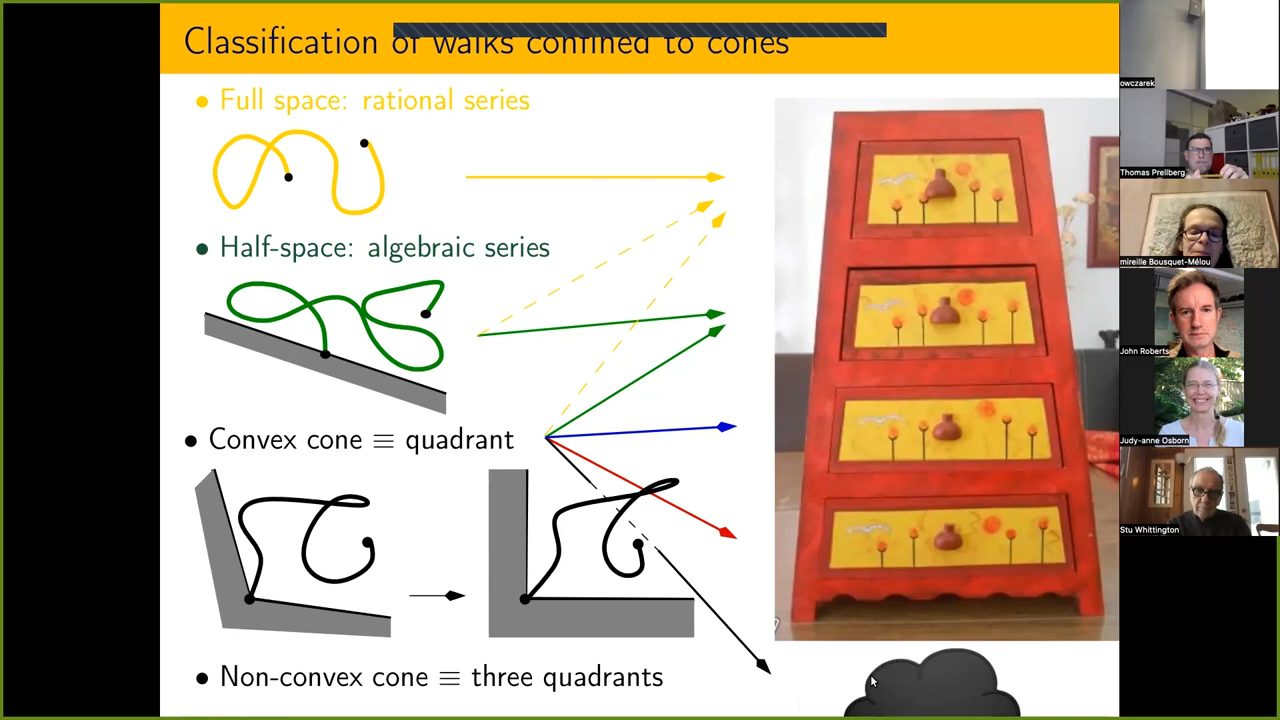 Classification of walks confined to cones
• Full space: rational series
• Half-space: algebraic series
• Convex cone ≡ quadrant
• Non-convex cone ≡ three quadrants
owczarek
Thomas Prellberg
mireille Bousquet-Mélou
John Roberts
Judy-anne Osborn
Stu Whittington